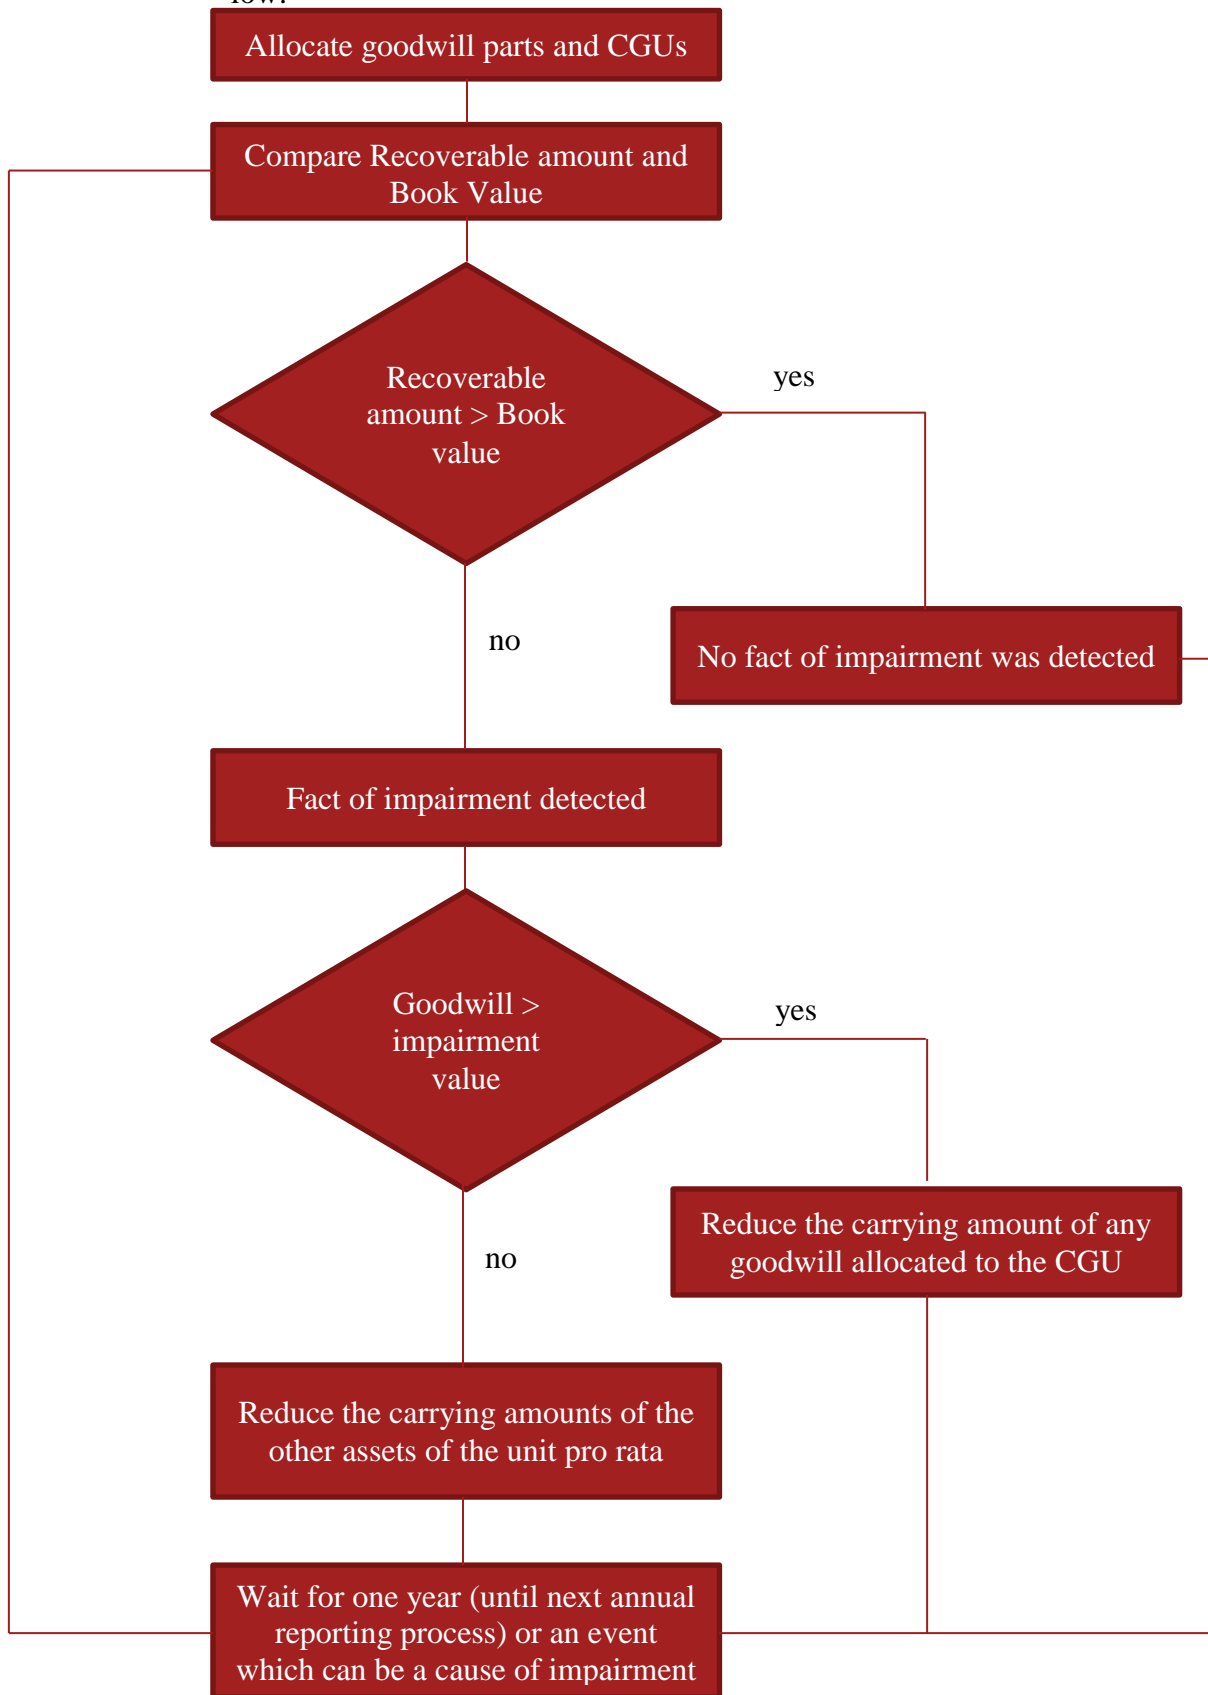 low.
Allocate goodwill parts and CGUs
Compare Recoverable amount and
Book Value
Recoverable
amount > Book
value
yes
no
No fact of impairment was detected
Fact of impairment detected
Goodwill >
impairment
value
yes
no
Reduce the carrying amount of any
goodwill allocated to the CGU
Reduce the carrying amounts of the
other assets of the unit pro rata
Wait for one year (until next annual
reporting process) or an event
which can be a cause of impairment